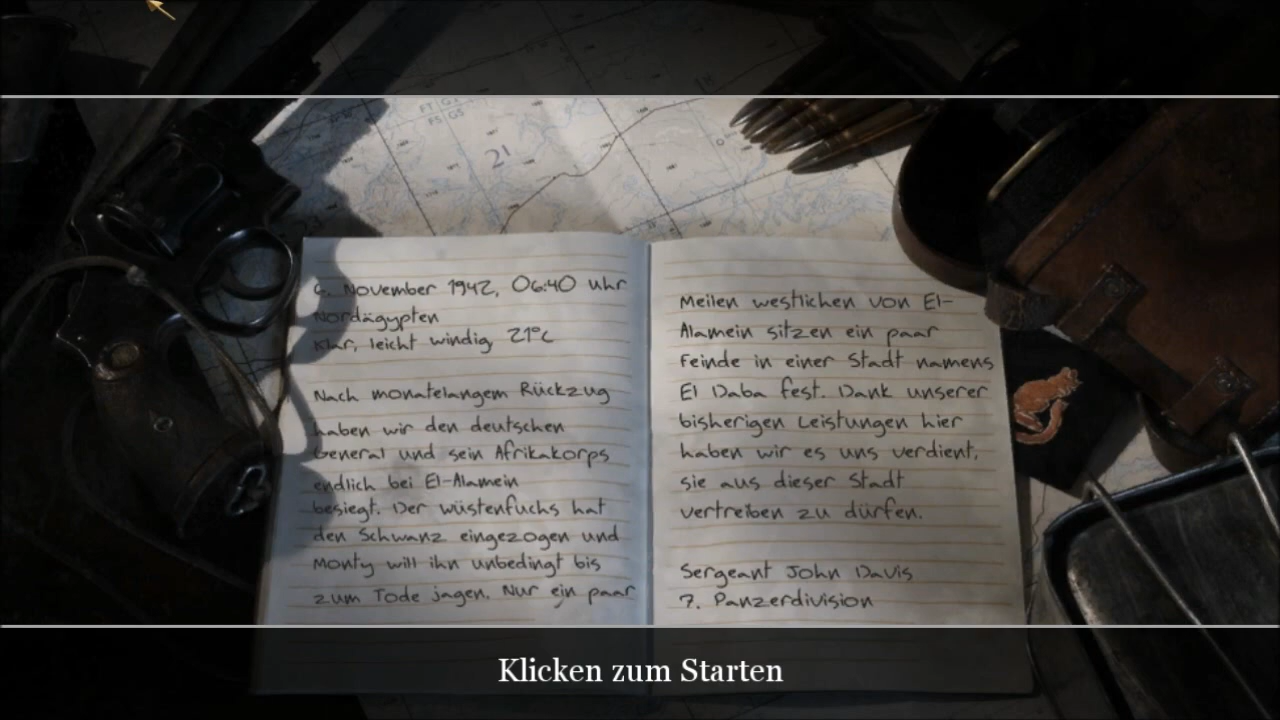 6. November 1942, 06:40 Uhr
Nordägypten
Klar, leicht windig, 21°C
Nach monatelangem Rückzug
haben wir den deutschen
General und sein Afrikakorps
endlich bei El-Alamein
besiegt. Der Wüstenfuchs hat
den Schwanz eingezogen und
Monty will ihn unbedingt bis
zum Tode jagen. Nur ein paar
Meilen westlichen von El-
Alamein sitzen ein paar
Feinde in einer Stadt namens
El Daba fest. Dank unserer
bisherigen Leistungen hier
haben wir es uns verdient,
sie aus dieser Stadt
vertreiben zu dürfen.
Sergeant John Davis
7. Panzerdivision
21
Klicken zum Starten